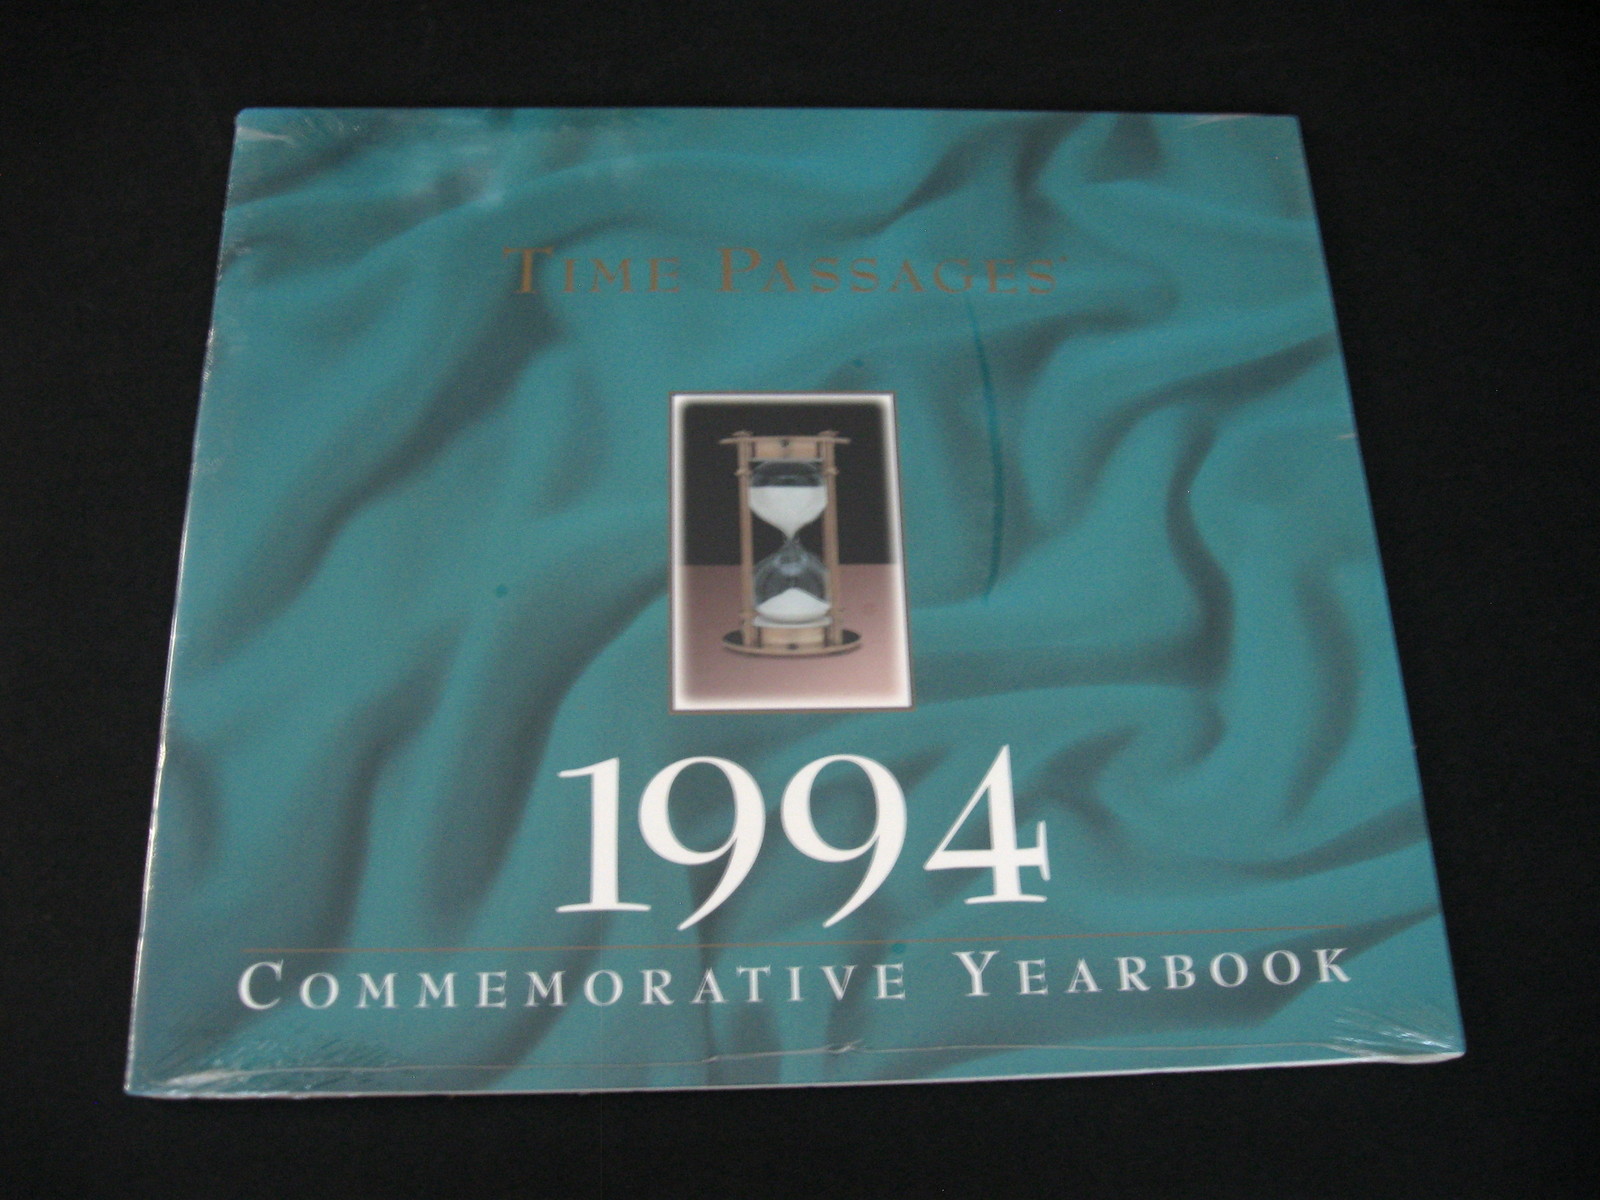 TIME PASSAGES
1994
COMMEMORATIVE YEARBOOK